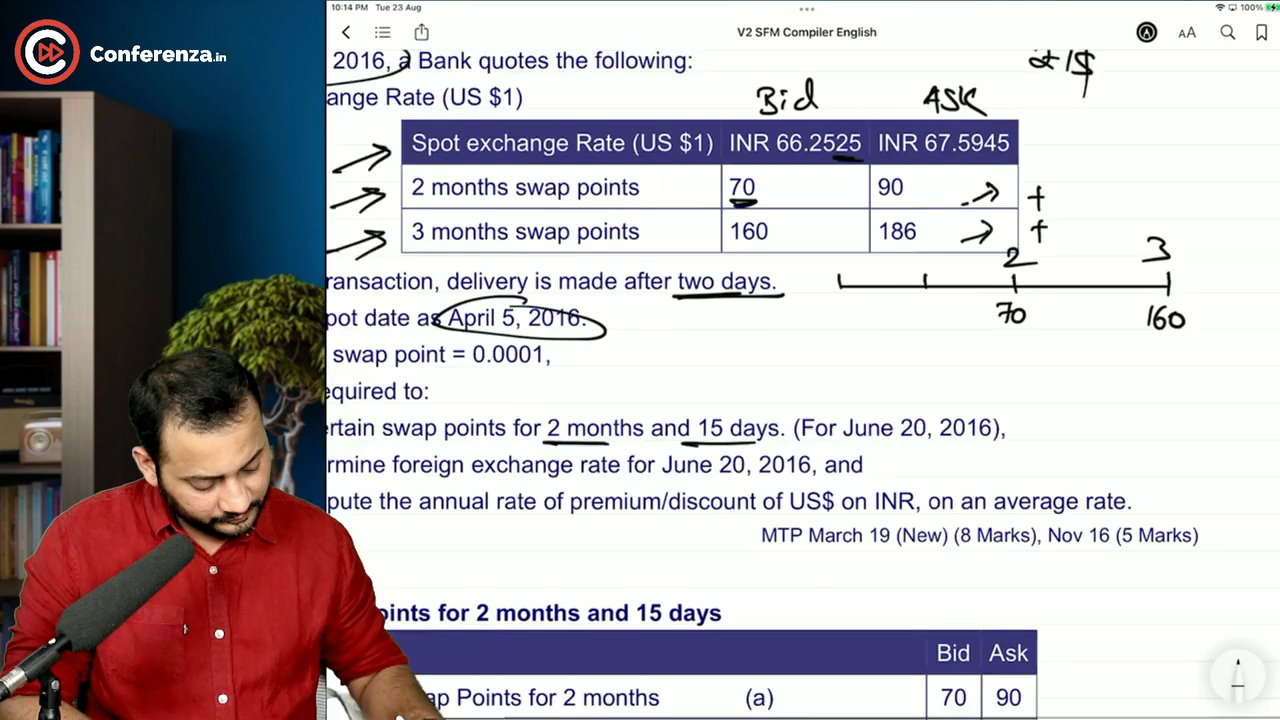 10:14 PM Tue 23 Aug
100%
Conferenza.in
V2 SFM Compiler English
AA
2016, a Bank quotes the following:
ange Rate (US $1)
Bid ASK
Spot exchange Rate (US $1) INR 66.2525 INR 67.5945
2 months swap points 70 90 +
3 months swap points 160 186 +
2 3
ransaction, delivery is made after two days.
70 160
pot date as April 5, 2016.
swap point = 0.0001,
equired to:
ertain swap points for 2 months and 15 days. (For June 20, 2016),
rmine foreign exchange rate for June 20, 2016, and
pute the annual rate of premium/discount of US$ on INR, on an average rate.
MTP March 19 (New) (8 Marks), Nov 16 (5 Marks)
oints for 2 months and 15 days
Bid Ask
ap Points for 2 months (a) 70 90